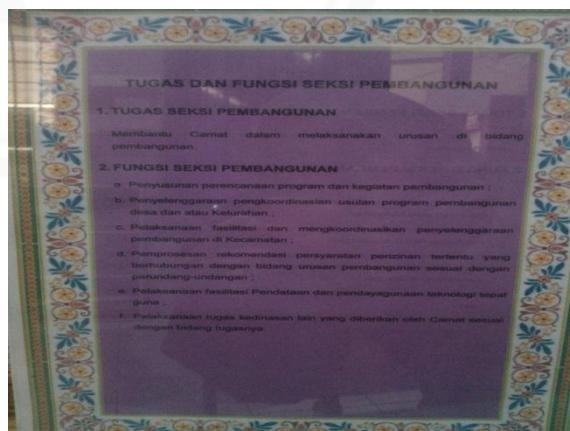 TUGAS DAN FUNGSI SEKSI PEMBANGUNAN
1. TUGAS SEKSI PEMBANGUNAN
Membantu Camat dalam melaksanakan urusan di bidang
pembangunan.
2. FUNGSI SEKSI PEMBANGUNAN
a. Penyusunan perencanaan program dan kegiatan pembangunan ;
b. Penyelenggaraan pengkoordinasian usulan program pembangunan
desa dan atau Kelurahan ;
c. Pelaksanaan fasilitasi dan mengkoordinasikan penyelenggaraan
pembangunan di Kecamatan ;
d. Pemprosesan rekomendasi persyaratan perizinan tertentu yang
berhubungan dengan bidang urusan pembangunan sesuai dengan
perundang-undangan ;
e. Pelaksanaan fasilitasi Pendataan dan pendayagunaan teknologi tepat
guna ;
f. Pelaksanaan tugas kedinasan lain yang diberikan oleh Camat sesuai
dengan bidang tugasnya.